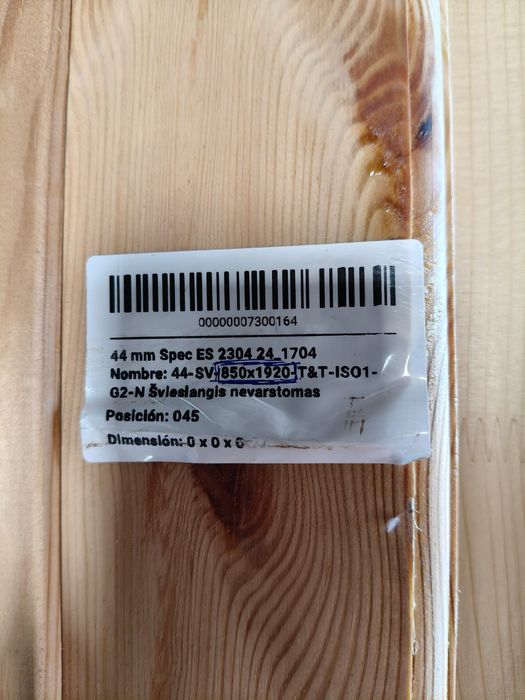 00000007300164
44 mm Spec ES 2304 24_1704
Nombre: 44-SV-850x1920-T&T-ISO1-
G2-N Švieslangis nevarstomas
Posición: 045
Dimensión: 0 x 0 x 0